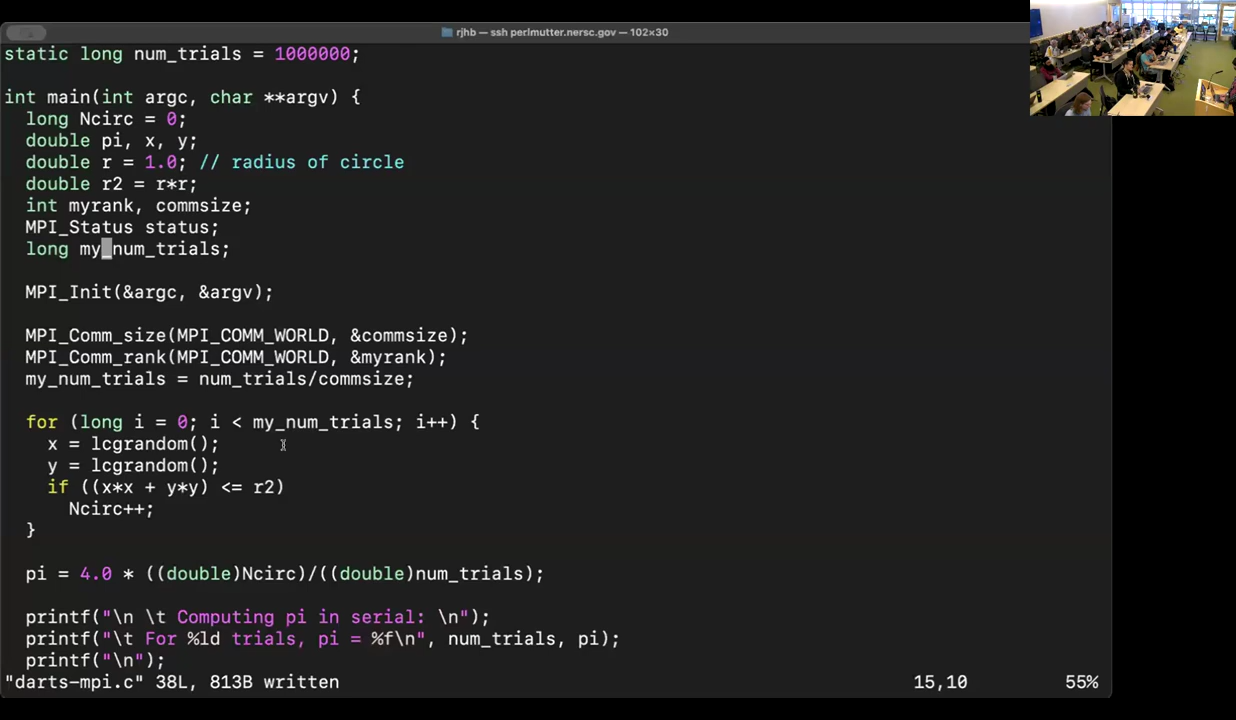 rjhb — ssh perlmutter.nersc.gov — 102×30
static long num_trials = 1000000;
int main(int argc, char **argv) {
long Ncirc = 0;
double pi, x, y;
double r = 1.0; // radius of circle
double r2 = r*r;
int myrank, commsize;
MPI_Status status;
long my_num_trials;
MPI_Init(&argc, &argv);
MPI_Comm_size(MPI_COMM_WORLD, &commsize);
MPI_Comm_rank(MPI_COMM_WORLD, &myrank);
my_num_trials = num_trials/commsize;
for (long i = 0; i < my_num_trials; i++) {
x = lcgrandom();
y = lcgrandom();
if ((x*x + y*y) <= r2)
Ncirc++;
}
pi = 4.0 * ((double)Ncirc)/((double)num_trials);
printf("\n \t Computing pi in serial: \n");
printf("\t For %ld trials, pi = %f\n", num_trials, pi);
printf("\n");
"darts-mpi.c" 38L, 813B written 15,10 55%